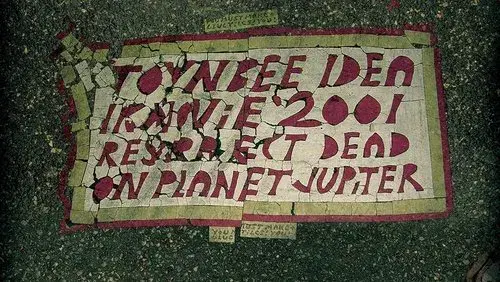 TOYNBEE IDEA
IN MOViE 2001
RESURRECT DEAD
ON PLANET JUPiTER